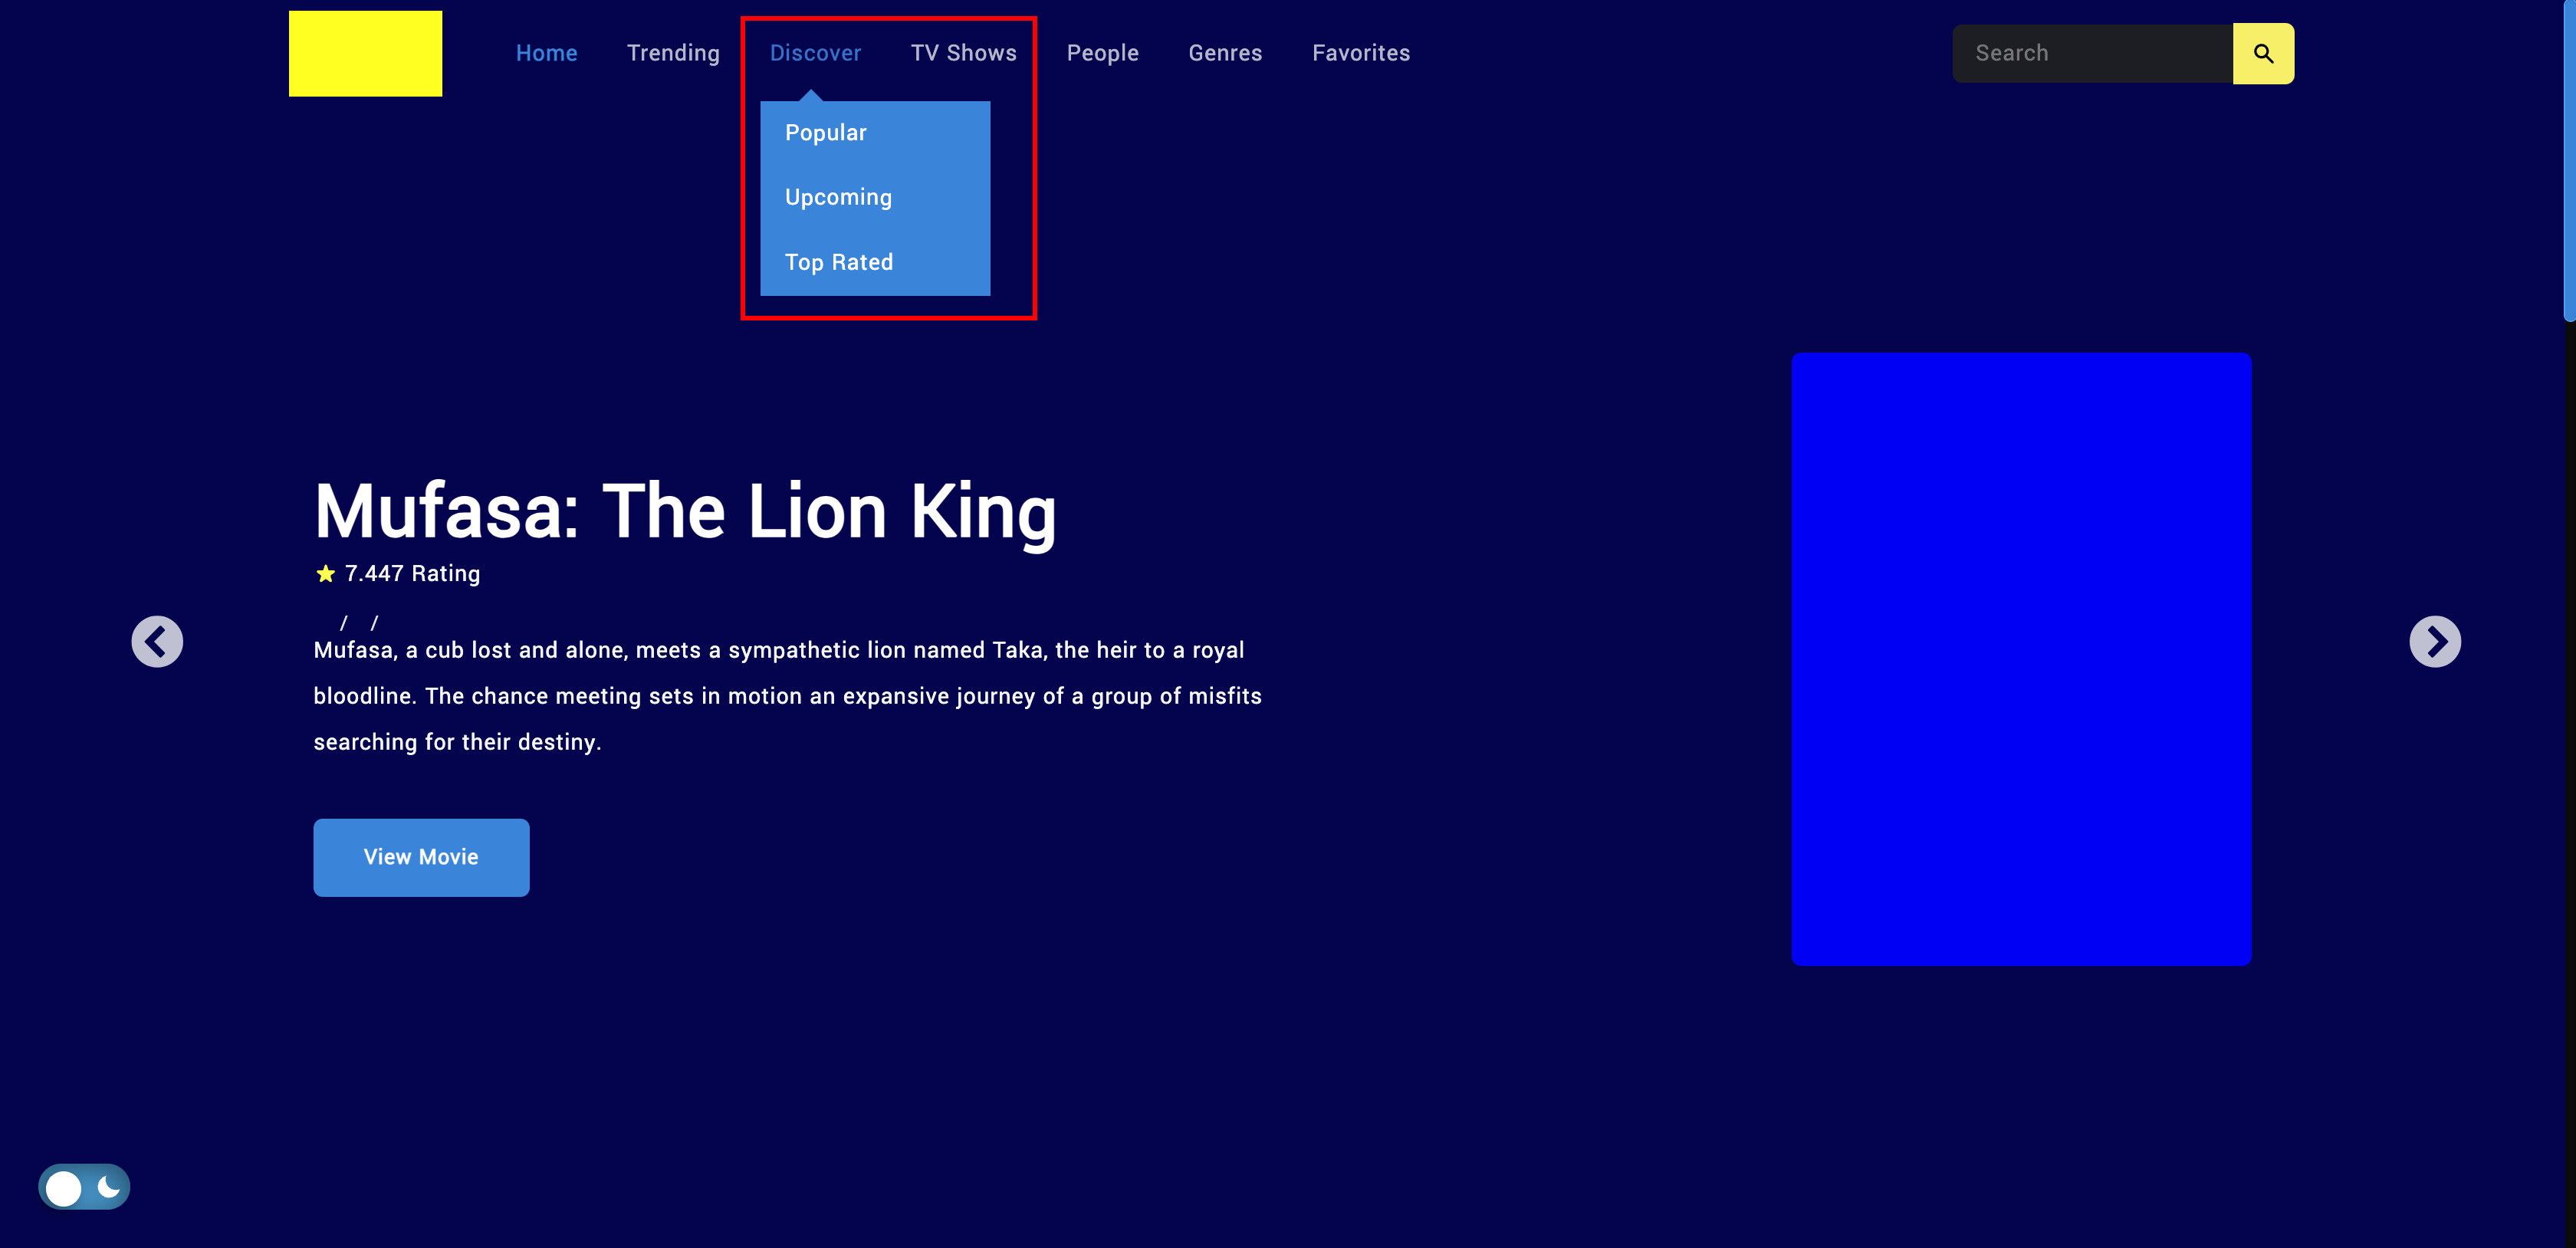 Home Trending Discover TV Shows People Genres Favorites Search
Popular
Upcoming
Top Rated
Mufasa: The Lion King
7.447 Rating
/ /
Mufasa, a cub lost and alone, meets a sympathetic lion named Taka, the heir to a royal
bloodline. The chance meeting sets in motion an expansive journey of a group of misfits
searching for their destiny.
View Movie